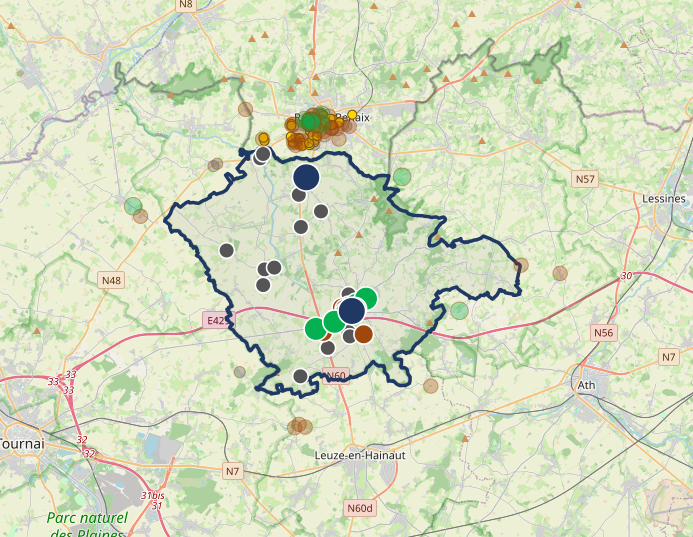 N8
N57
Lessines
N48
30
E42
N56
33
33
33
N60
N7
Ath
Tournai
32
32
N7
Leuze-en-Hainaut
31bis
31
N60d
Parc naturel
des Plaines